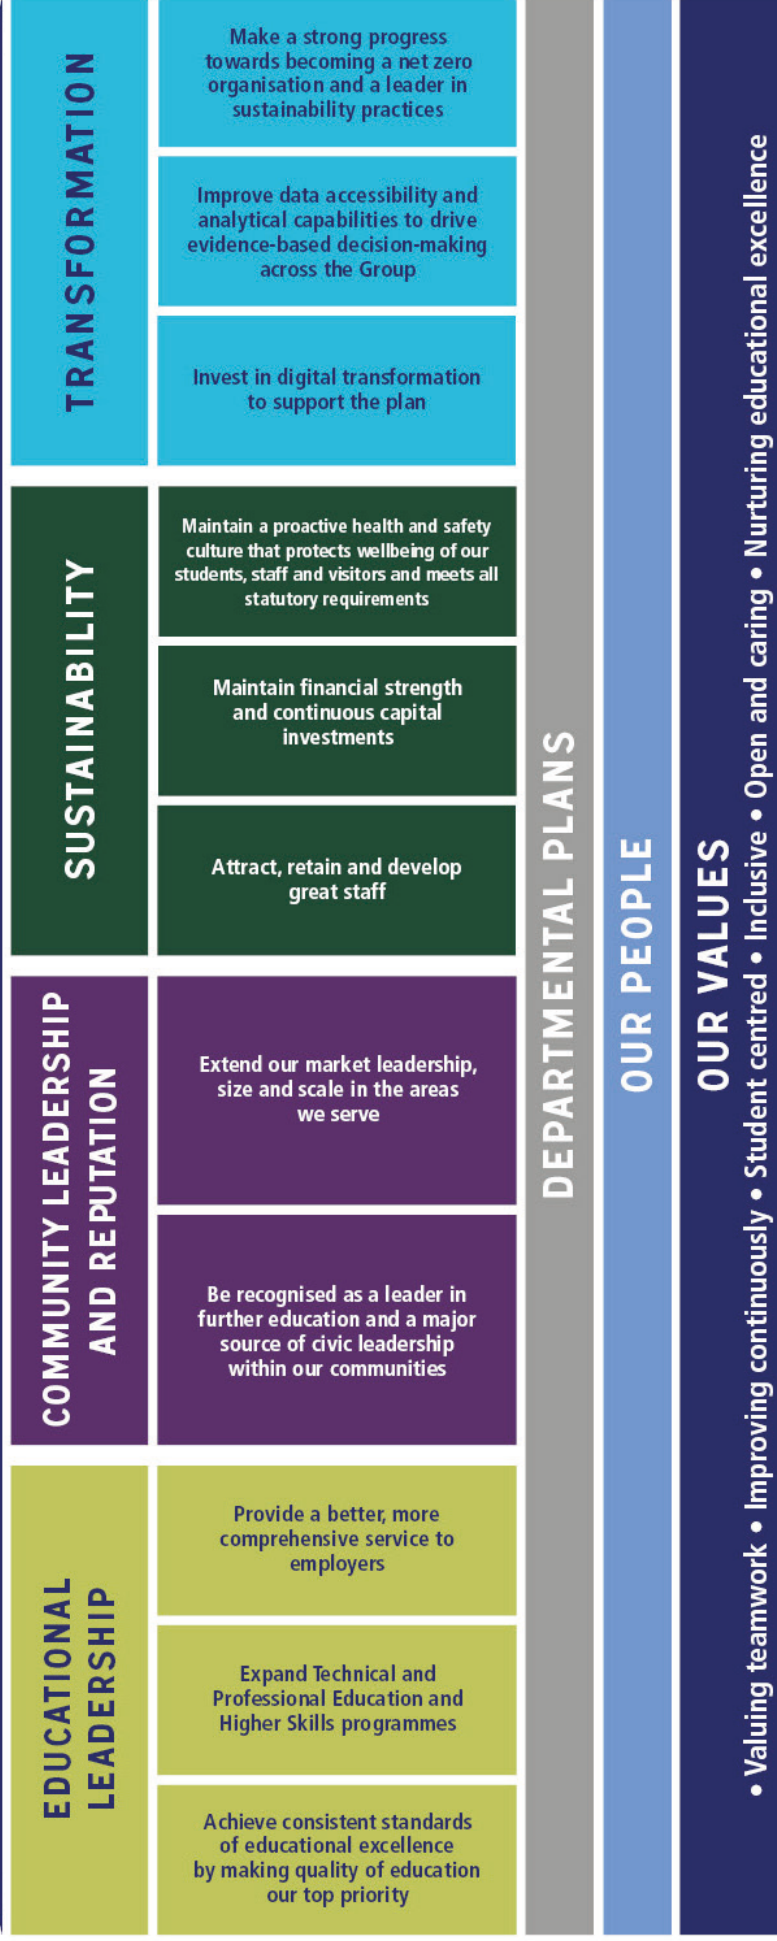 TRANSFORMATION
Make a strong progress
towards becoming a net zero
organisation and a leader in
sustainability practices
Improve data accessibility and
analytical capabilities to drive
evidence-based decision-making
across the Group
Invest in digital transformation
to support the plan
SUSTAINABILITY
Maintain a proactive health and safety
culture that protects wellbeing of our
students, staff and visitors and meets all
statutory requirements
Maintain financial strength
and continuous capital
investments
Attract, retain and develop
great staff
COMMUNITY LEADERSHIP
AND REPUTATION
Extend our market leadership,
size and scale in the areas
we serve
Be recognised as a leader in
further education and a major
source of civic leadership
within our communities
EDUCATIONAL
LEADERSHIP
Provide a better, more
comprehensive service to
employers
Expand Technical and
Professional Education and
Higher Skills programmes
Achieve consistent standards
of educational excellence
by making quality of education
our top priority
DEPARTMENTAL PLANS
OUR PEOPLE
OUR VALUES
• Valuing teamwork • Improving continuously • Student centred • Inclusive • Open and caring • Nurturing educational excellence